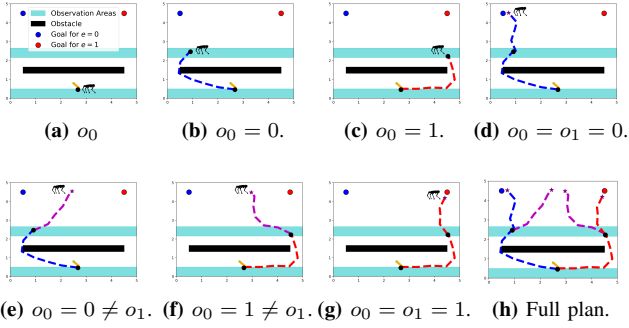 Observation Areas
Obstacle
Goal for e = 0
Goal for e = 1
(a) o₀
(b) o₀ = 0.
(c) o₀ = 1.
(d) o₀ = o₁ = 0.
(e) o₀ = 0 ≠ o₁.
(f) o₀ = 1 ≠ o₁.
(g) o₀ = o₁ = 1.
(h) Full plan.